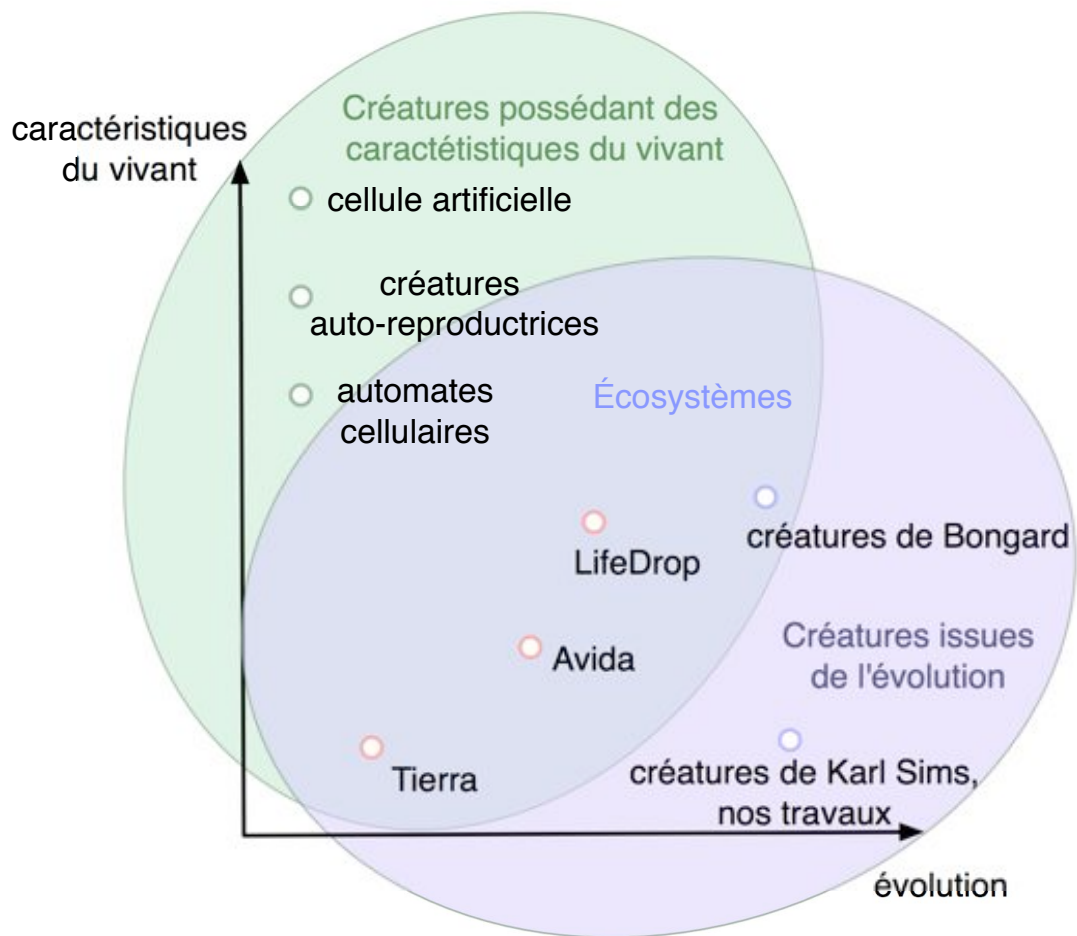 Créatures possédant des
caractétistiques du vivant
caractéristiques
du vivant
cellule artificielle
créatures
auto-reproductrices
automates
cellulaires
Écosystèmes
créatures de Bongard
LifeDrop
Créatures issues
de l'évolution
Avida
Tierra
créatures de Karl Sims,
nos travaux
évolution